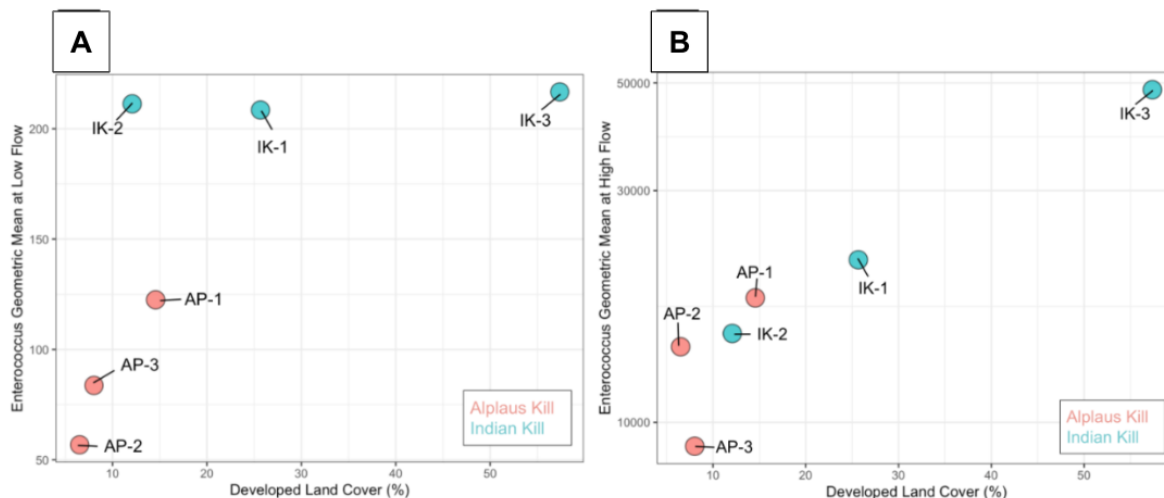 A
Enterococcus Geometric Mean at Low Flow
200
150
100
50
IK-2
IK-1
IK-3
AP-1
AP-3
AP-2
Alplaus Kill
Indian Kill
10
20
30
40
50
Developed Land Cover (%)
B
Enterococcus Geometric Mean at High Flow
50000
30000
10000
IK-3
IK-1
AP-1
AP-2
IK-2
AP-3
Alplaus Kill
Indian Kill
10
20
30
40
50
Developed Land Cover (%)